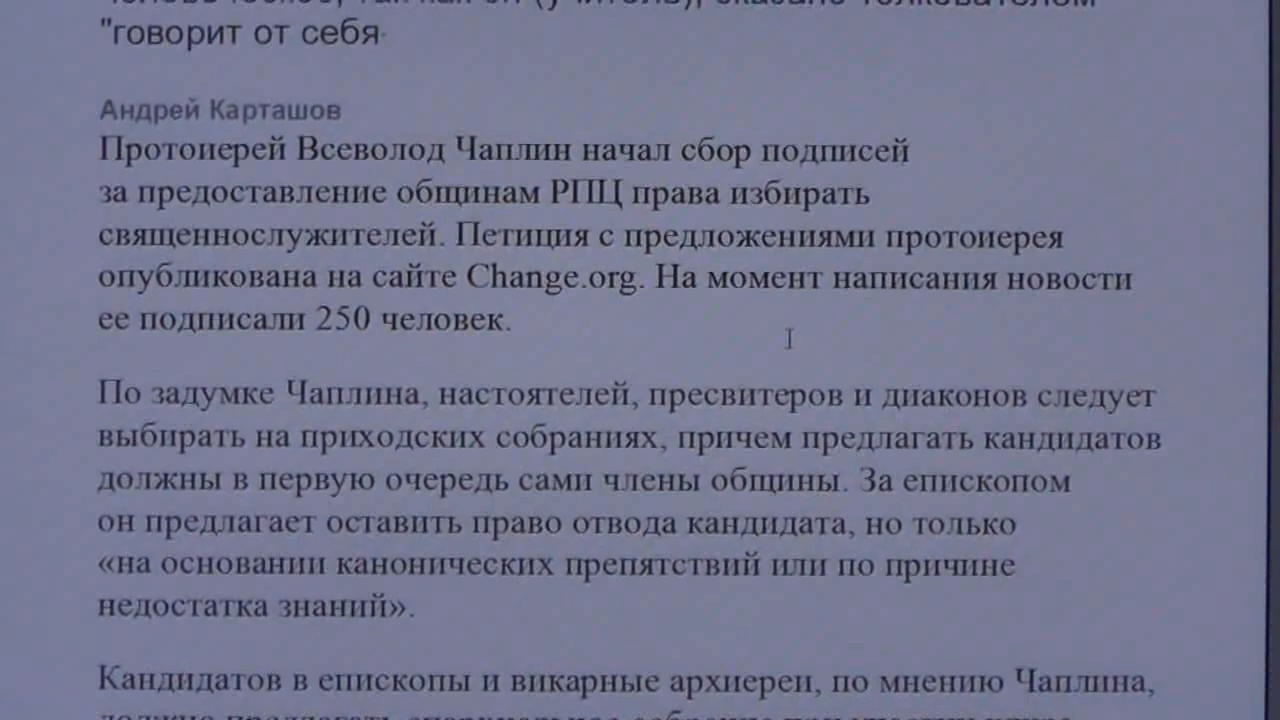 "говорит от себя
Андрей Карташов
Протоиерей Всеволод Чаплин начал сбор подписей
за предоставление общинам РПЦ права избирать
священнослужителей. Петиция с предложениями протоиерея
опубликована на сайте Change.org. На момент написания новости
ее подписали 250 человек.
По задумке Чаплина, настоятелей, пресвитеров и диаконов следует
выбирать на приходских собраниях, причем предлагать кандидатов
должны в первую очередь сами члены общины. За епископом
он предлагает оставить право отвода кандидата, но только
«на основании канонических препятствий или по причине
недостатка знаний».
Кандидатов в епископы и викарные архиереи, по мнению Чаплина,